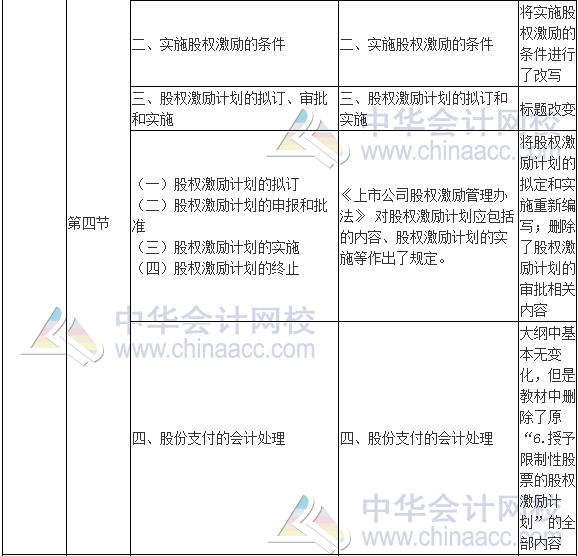 二、实施股权激励的条件
二、实施股权激励的条件
将实施股
权激励的
条件进行
了改写
三、股权激励计划的拟订、审批
和实施
三、股权激励计划的拟订和
实施
标题改变
第四节
（一）股权激励计划的拟订
（二）股权激励计划的申报和批
准
（三）股权激励计划的实施
（四）股权激励计划的终止
《上市公司股权激励管理办
法》 对股权激励计划应包括
的内容、股权激励计划的实
施等作出了规定。
将股权激
励计划的
拟定和实
施重新编
写；删除
了股权激
励计划的
审批相关
内容
四、股份支付的会计处理
四、股份支付的会计处理
大纲中基
本无变
化，但是
教材中删
除了原
“6.授予
限制性股
票的股权
激励计
划”的全
部内容
中华会计网校
www.chinaacc.com
中华会计网校
www.chinaacc.com
中华会计网校
www.chinaacc.com